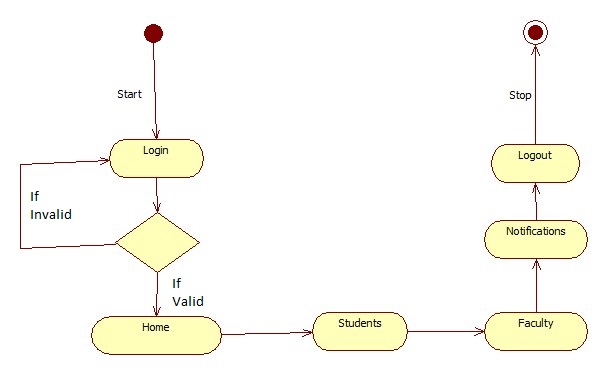 Start
Login
If
Invalid
If
Valid
Home
Students
Faculty
Notifications
Logout
Stop